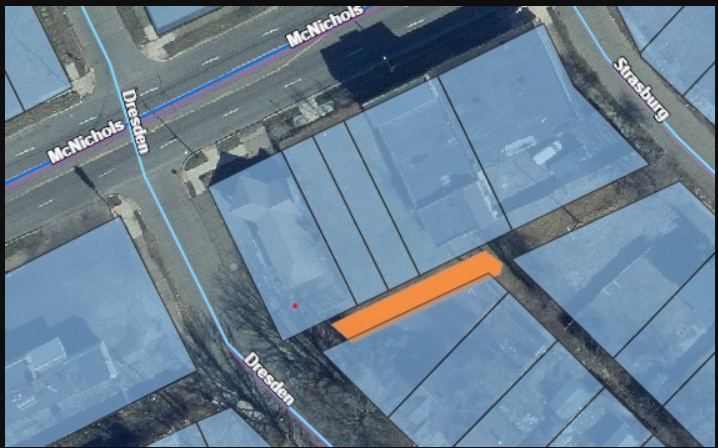 McNichols
Strasburg
Dresden
McNichols
Dresden